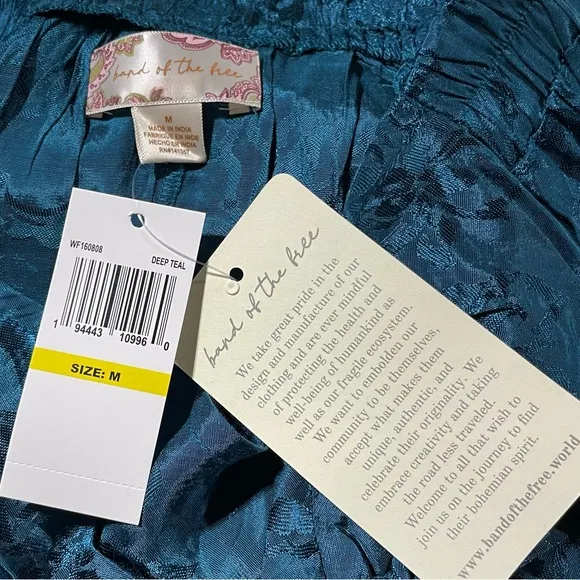 band of the free
M
MADE IN INDIA
FABRIQUE EN INDE
HECHO EN INDIA
RN#141357
WF160808
DEEP TEAL
1 94443 10996 0
SIZE: M
band of the free
We take great pride in the
design and manufacture of our
clothing and are ever mindful
of protecting the health and
well-being of humankind as
well as our fragile ecosystem.
We want to embolden our
community to be themselves,
accept what makes them
unique, authentic, and
celebrate their orignality. We
embrace creativity and taking
the road less traveled.
Welcome to all that wish to
join us on the journey to find
their bohemian spirit.
www.bandofthefree.world